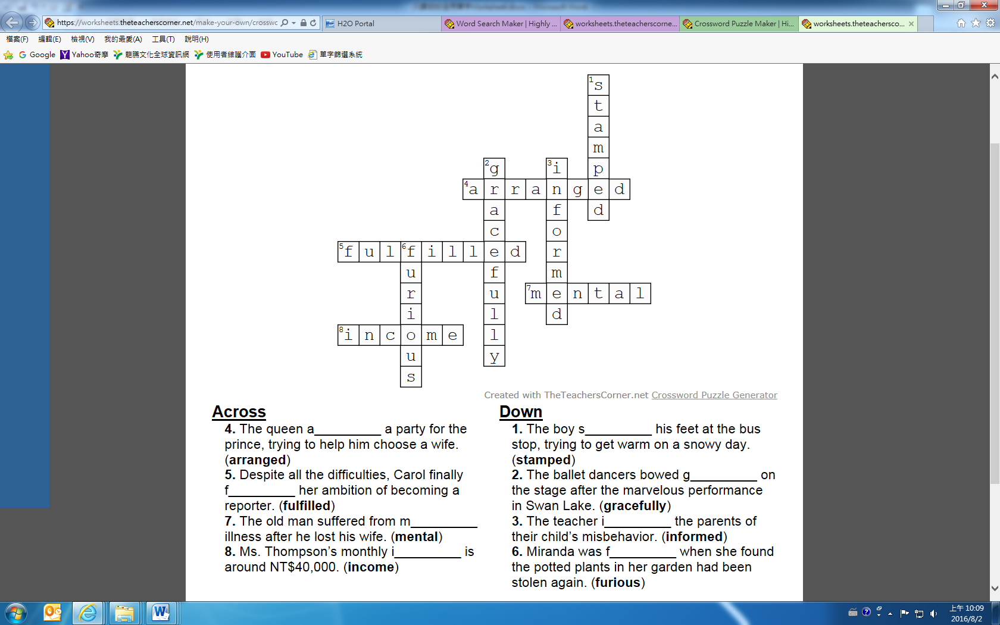 https://worksheets.theteacherscorner.net/make-your-own/crosswc
H2O Portal
Word Search Maker | Highly ...
worksheets.theteacherscorne...
Crossword Puzzle Maker | Hi...
worksheets.theteachersco...
檔案(F) 編輯(E) 檢視(V) 我的最愛(A) 工具(T) 說明(H)
Google Yahoo奇摩 龍騰文化全球資訊網 使用者維護介面 YouTube 單字篩選系統
1 s
t
a
m
2 g 3 i p
4 a r r a n g e d
a f d
c o
5 f u l 6 f i l l e d r
u f m
r u 7 m e n t a l
i l d
8 i n c o m e l
u y
s
Created with TheTeachersCorner.net Crossword Puzzle Generator
Across
4. The queen a_________ a party for the
prince, trying to help him choose a wife.
(arranged)
5. Despite all the difficulties, Carol finally
f_________ her ambition of becoming a
reporter. (fulfilled)
7. The old man suffered from m_________
illness after he lost his wife. (mental)
8. Ms. Thompson’s monthly i_________ is
around NT$40,000. (income)
Down
1. The boy s_________ his feet at the bus
stop, trying to get warm on a snowy day.
(stamped)
2. The ballet dancers bowed g_________ on
the stage after the marvelous performance
in Swan Lake. (gracefully)
3. The teacher i_________ the parents of
their child’s misbehavior. (informed)
6. Miranda was f_________ when she found
the potted plants in her garden had been
stolen again. (furious)
上午 10:09
2016/8/2